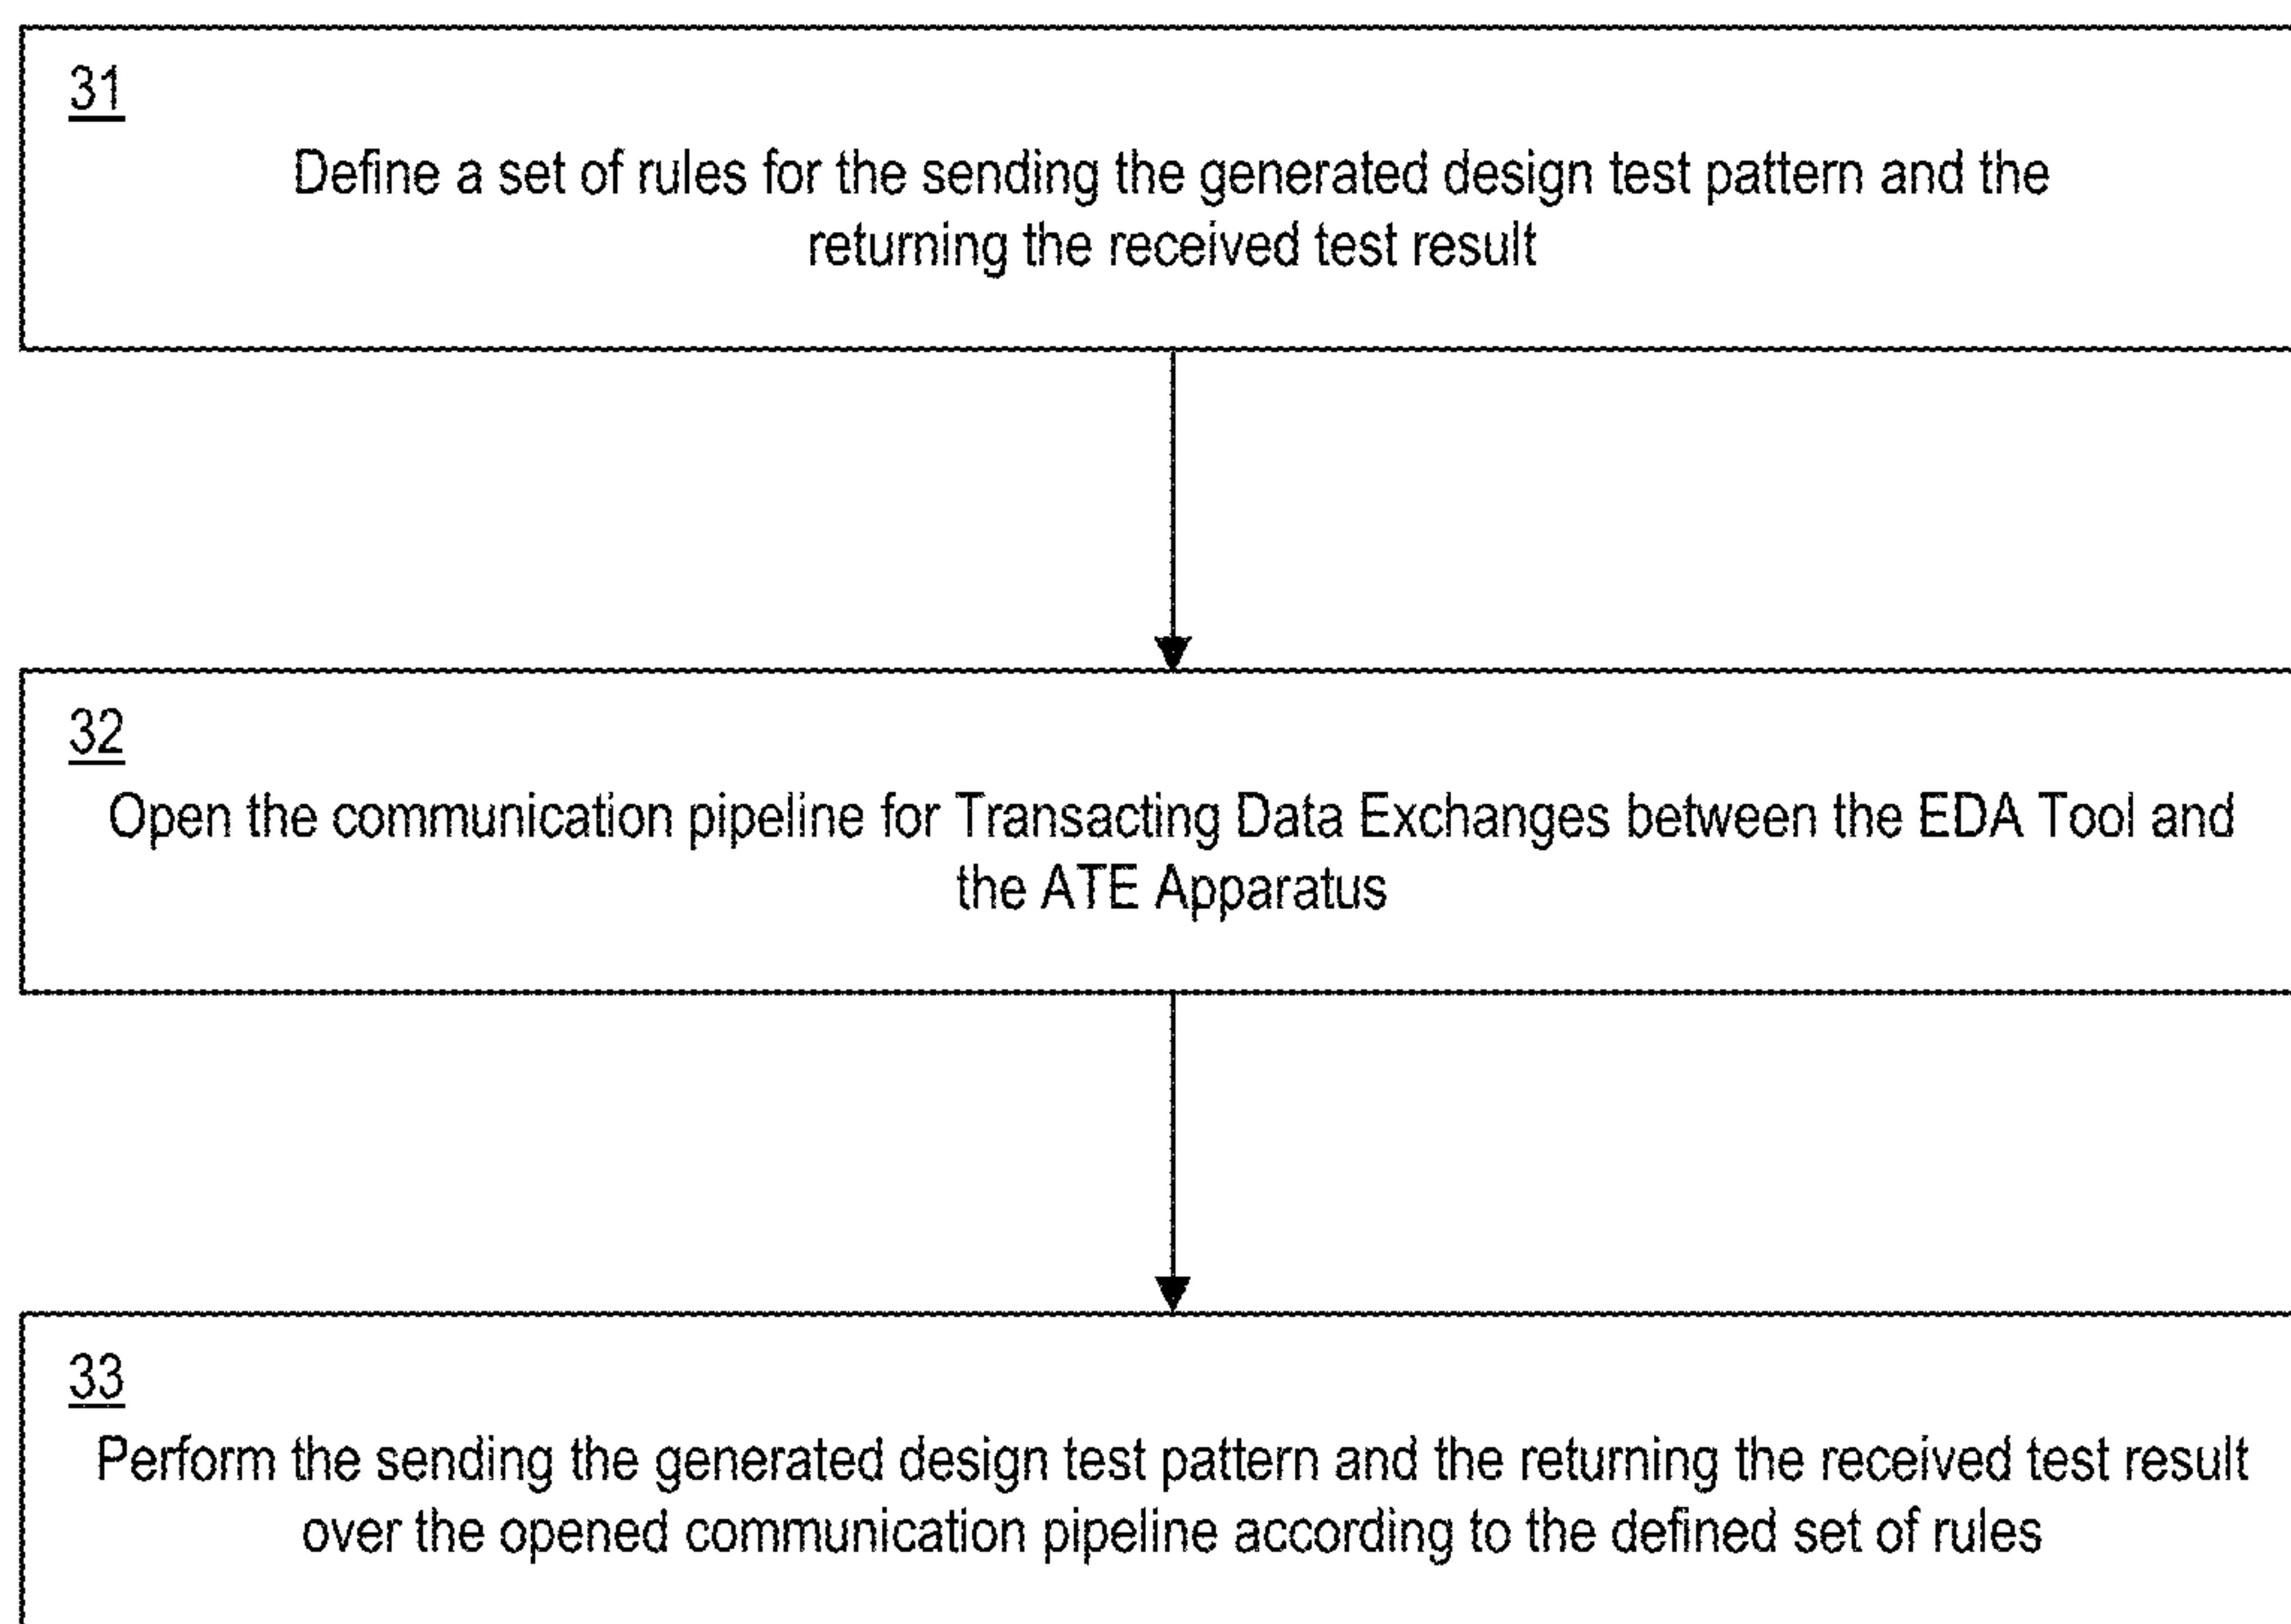 31
Define a set of rules for the sending the generated design test pattern and the
returning the received test result
32
Open the communication pipeline for Transacting Data Exchanges between the EDA Tool and
the ATE Apparatus
33
Perform the sending the generated design test pattern and the returning the received test result
over the opened communication pipeline according to the defined set of rules